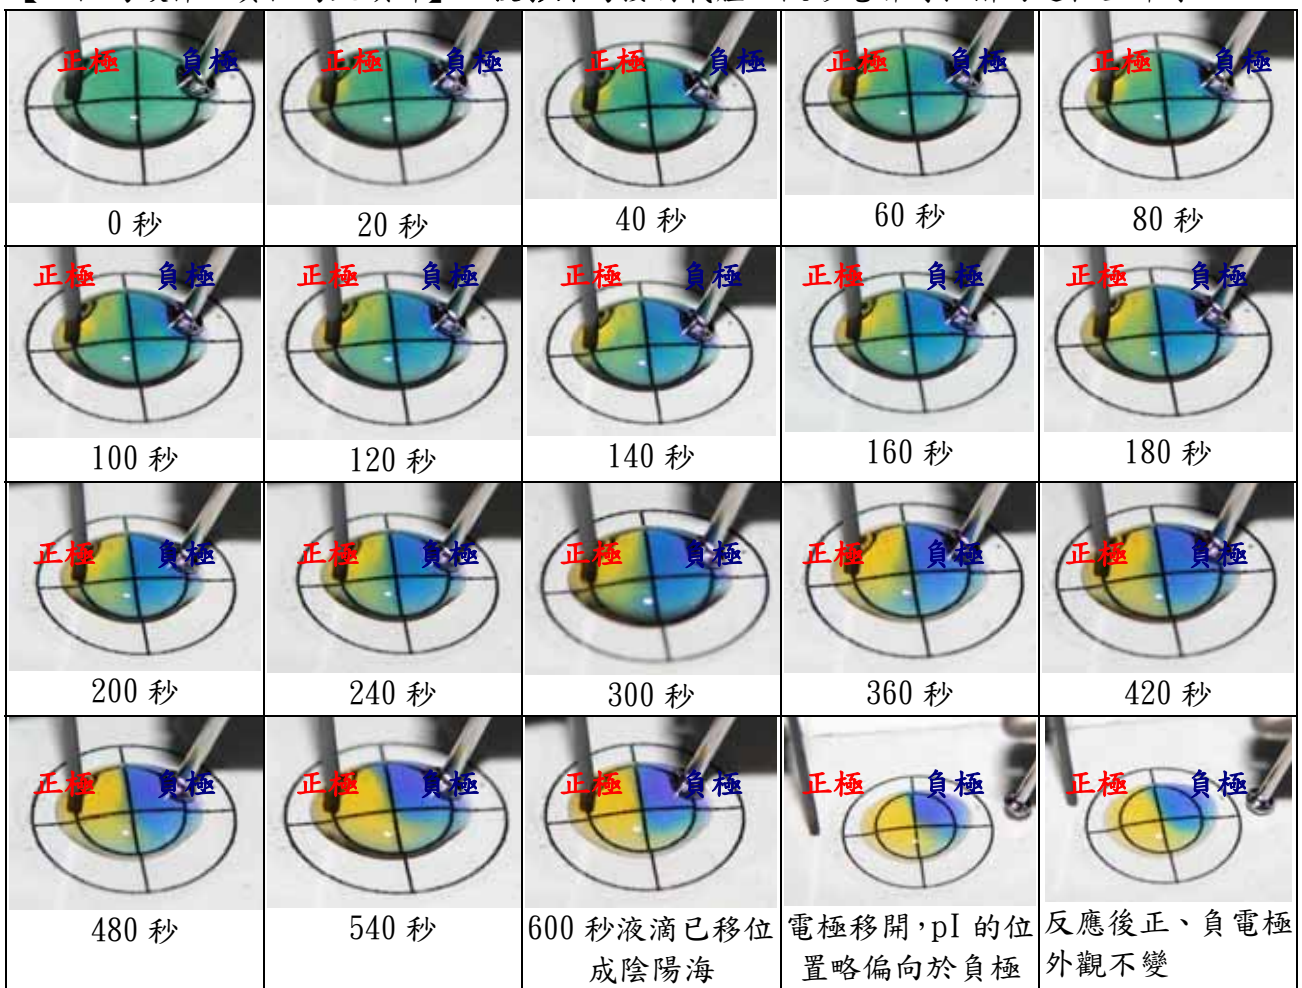 正極 負極
正極 負極
正極 負極
正極 負極
正極 負極
0 秒
20 秒
40 秒
60 秒
80 秒
正極 負極
正極 負極
正極 負極
正極 負極
正極 負極
100 秒
120 秒
140 秒
160 秒
180 秒
正極 負極
正極 負極
正極 負極
正極 負極
正極 負極
200 秒
240 秒
300 秒
360 秒
420 秒
正極 負極
正極 負極
正極 負極
正極 負極
正極 負極
480 秒
540 秒
600 秒液滴已移位
成陰陽海
電極移開，pI 的位
置略偏向於負極
反應後正、負電極
外觀不變